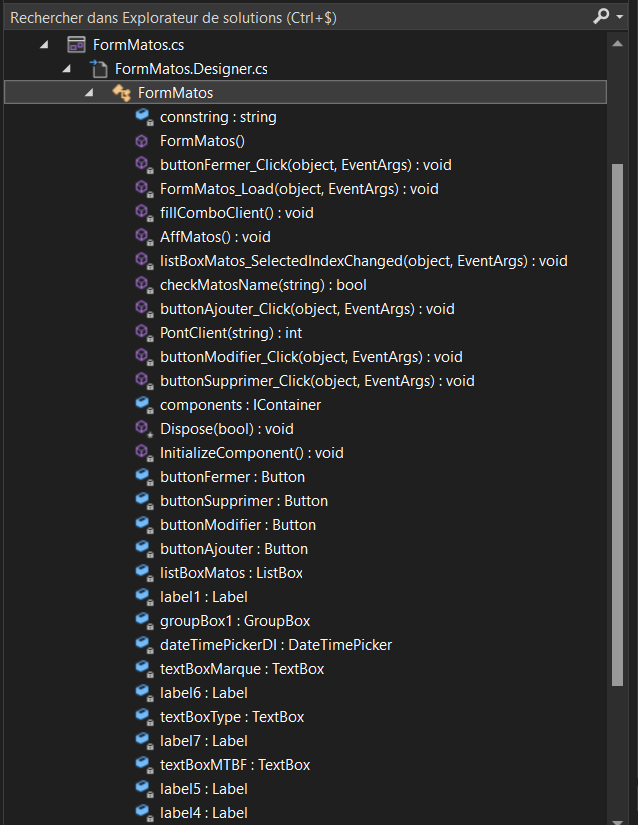 Rechercher dans Explorateur de solutions (Ctrl+$)
FormMatos.cs
FormMatos.Designer.cs
FormMatos
connstring : string
FormMatos()
buttonFermer_Click(object, EventArgs) : void
FormMatos_Load(object, EventArgs) : void
fillComboClient() : void
AffMatos() : void
listBoxMatos_SelectedIndexChanged(object, EventArgs) : void
checkMatosName(string) : bool
buttonAjouter_Click(object, EventArgs) : void
PontClient(string) : int
buttonModifier_Click(object, EventArgs) : void
buttonSupprimer_Click(object, EventArgs) : void
components : IContainer
Dispose(bool) : void
InitializeComponent() : void
buttonFermer : Button
buttonSupprimer : Button
buttonModifier : Button
buttonAjouter : Button
listBoxMatos : ListBox
label1 : Label
groupBox1 : GroupBox
dateTimePickerDI : DateTimePicker
textBoxMarque : TextBox
label6 : Label
textBoxType : TextBox
label7 : Label
textBoxMTBF : TextBox
label5 : Label
label4 : Label